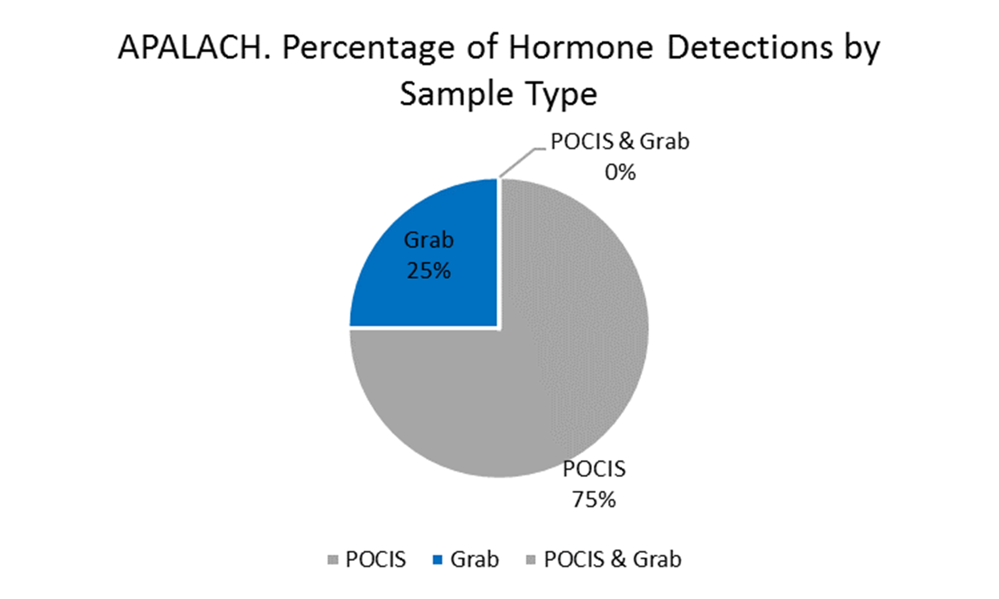 APALACH. Percentage of Hormone Detections by
Sample Type
POCIS & Grab
0%
Grab
25%
POCIS
75%
POCIS Grab POCIS & Grab